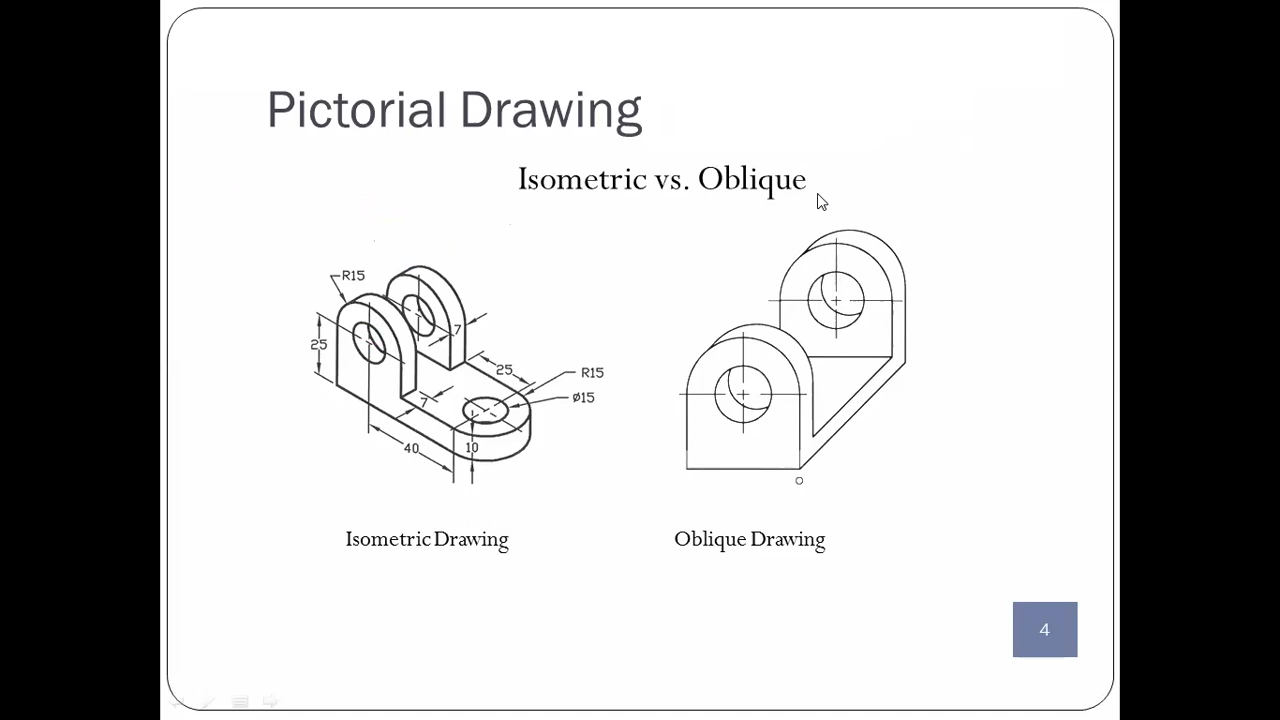 Pictorial Drawing
Isometric vs. Oblique
R15
25
7
25
R15
Ø15
7
10
40
Isometric Drawing
Oblique Drawing
4